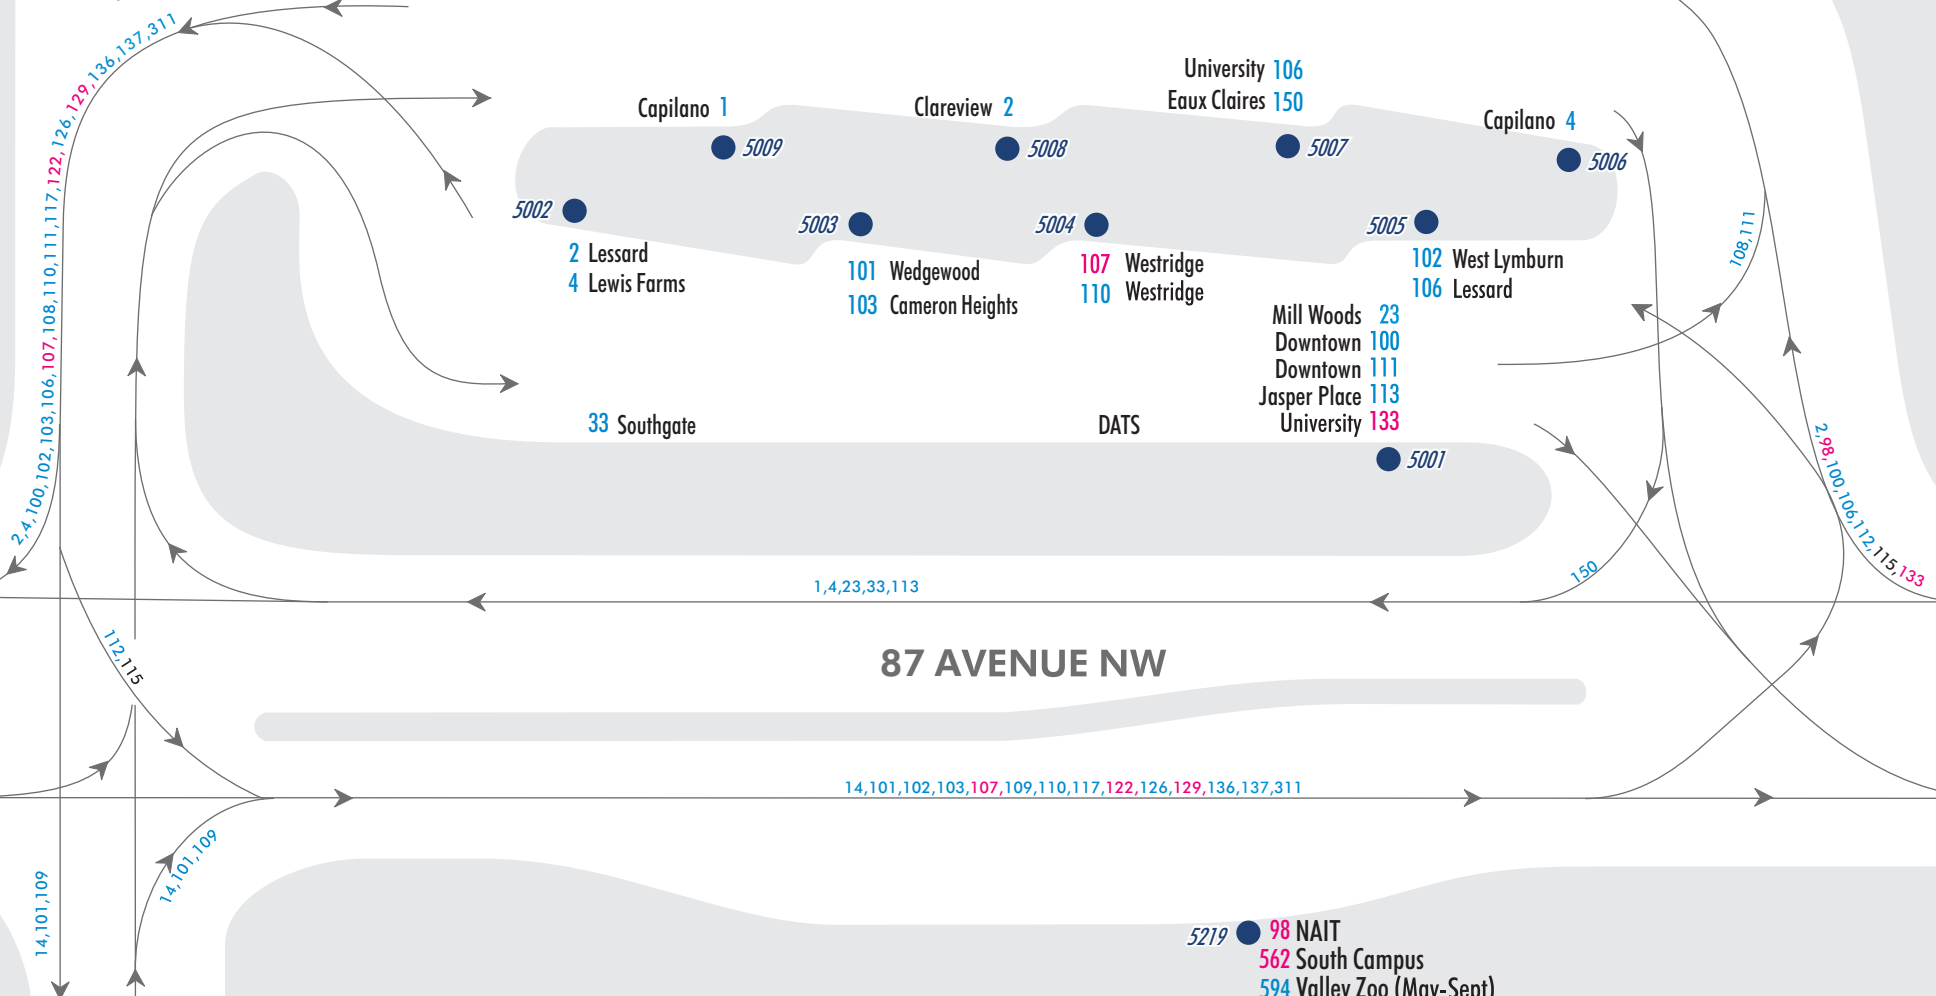 126,129,136,137,311
2,4,100,102,103,106,107,108,110,111,117,122,
University 106
Eaux Claires 150
Capilano 1
Clareview 2
Capilano 4
5009
5008
5007
5006
5002
5003
5004
5005
2 Lessard
4 Lewis Farms
101 Wedgewood
103 Cameron Heights
107 Westridge
110 Westridge
102 West Lymburn
106 Lessard
108,111
Mill Woods 23
Downtown 100
Downtown 111
Jasper Place 113
University 133
33 Southgate
DATS
5001
2,98,100,106,112,115,133
150
1,4,23,33,113
112,115
87 AVENUE NW
14,101,102,103,107,109,110,117,122,126,129,136,137,311
14,101,109
14,101,109
5219
98 NAIT
562 South Campus
594 Valley Zoo (May-Sept)